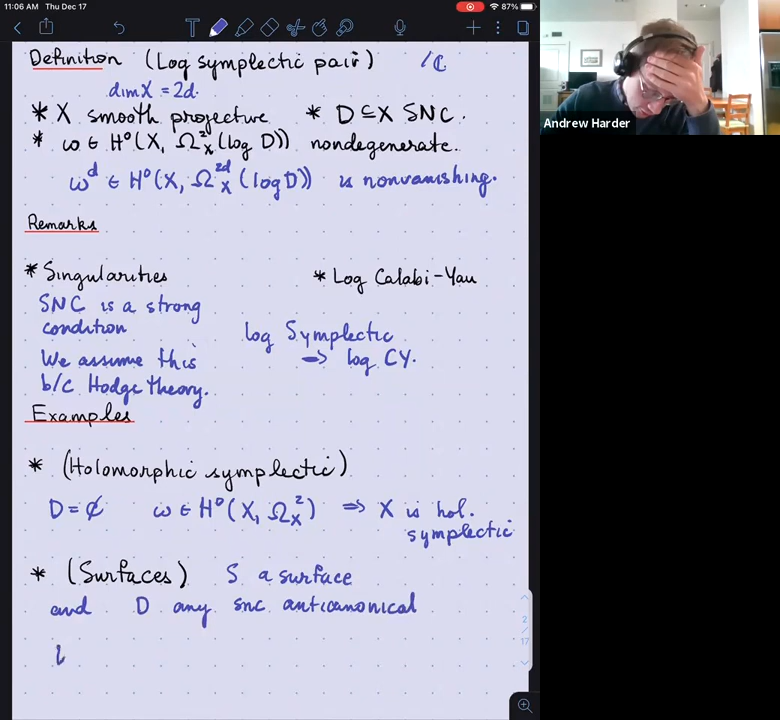 11:06 AM Thu Dec 17
87%
Definition (Log symplectic pair) /ℂ
dim X = 2d.
* X smooth projective * D ⊆ X SNC.
* ω ∈ H⁰(X, Ω²_X(log D)) nondegenerate.
ω^d ∈ H⁰(X, Ω^{2d}_X(log D)) is nonvanishing.
Remarks
* Singularities * Log Calabi-Yau
SNC is a strong
condition
log Symplectic
⇒ log CY.
We assume this
b/c Hodge theory.
Examples
* (Holomorphic symplectic)
D = ∅ ω ∈ H⁰(X, Ω²_X) ⇒ X is hol.
symplectic
* (Surfaces) S a surface
and D any snc anticanonical
Andrew Harder
2
17